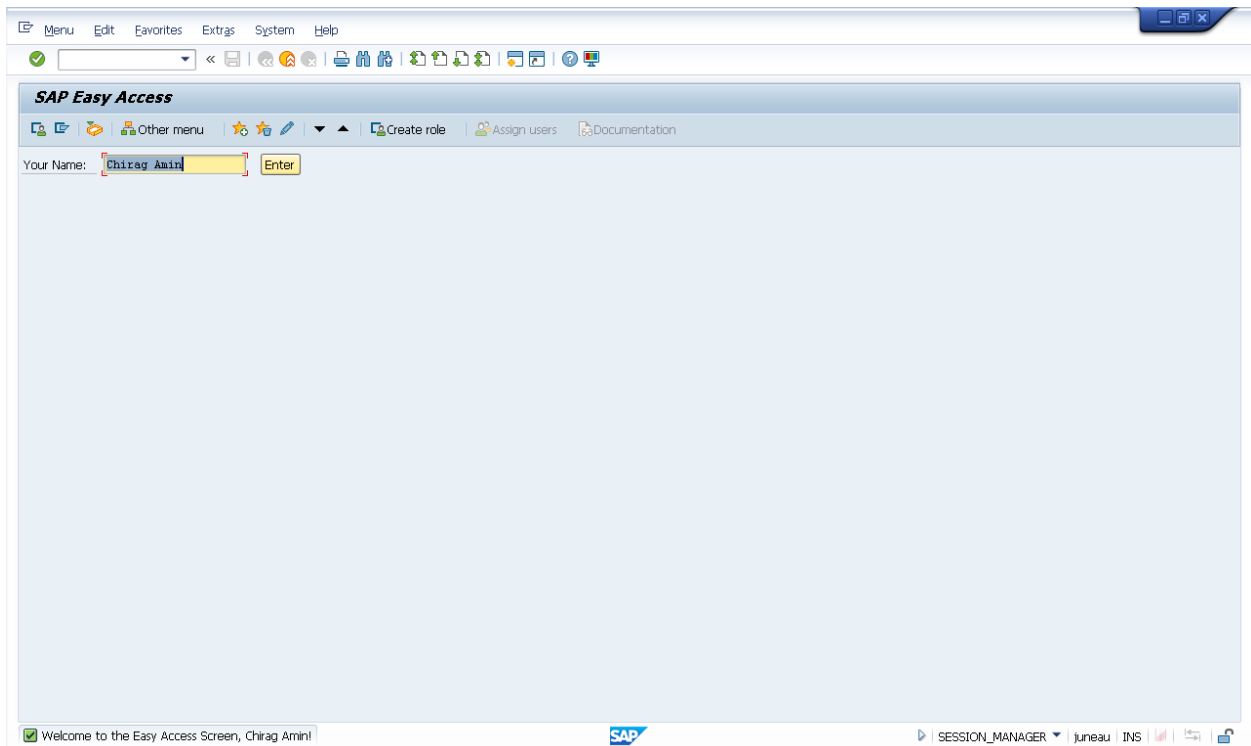 Menu Edit Favorites Extras System Help
SAP Easy Access
Other menu Create role Assign users Documentation
Your Name: Chirag Amin Enter
Welcome to the Easy Access Screen, Chirag Amin! SAP SESSION_MANAGER juneau INS